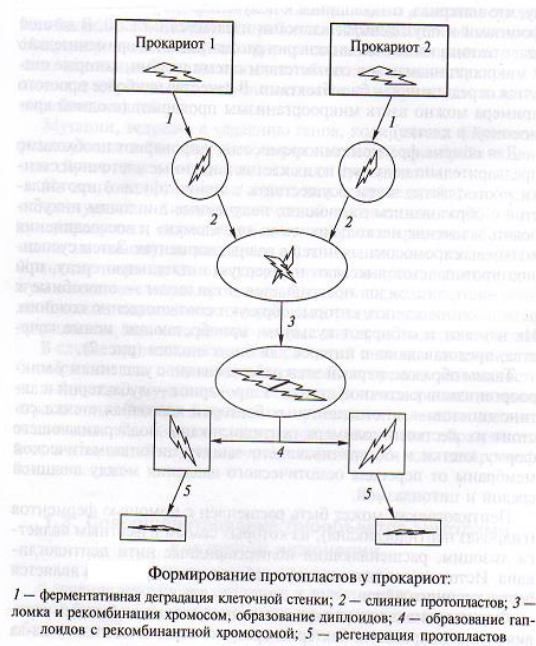 Прокариот 1
Прокариот 2
1
2
2
3
4
5
5
Формирование протопластов у прокариот:
1 — ферментативная деградация клеточной стенки; 2 — слияние протопластов; 3 —
ломка и рекомбинация хромосом, образование диплоидов; 4 — образование гап-
лоидов с рекомбинантной хромосомой; 5 — регенерация протопластов